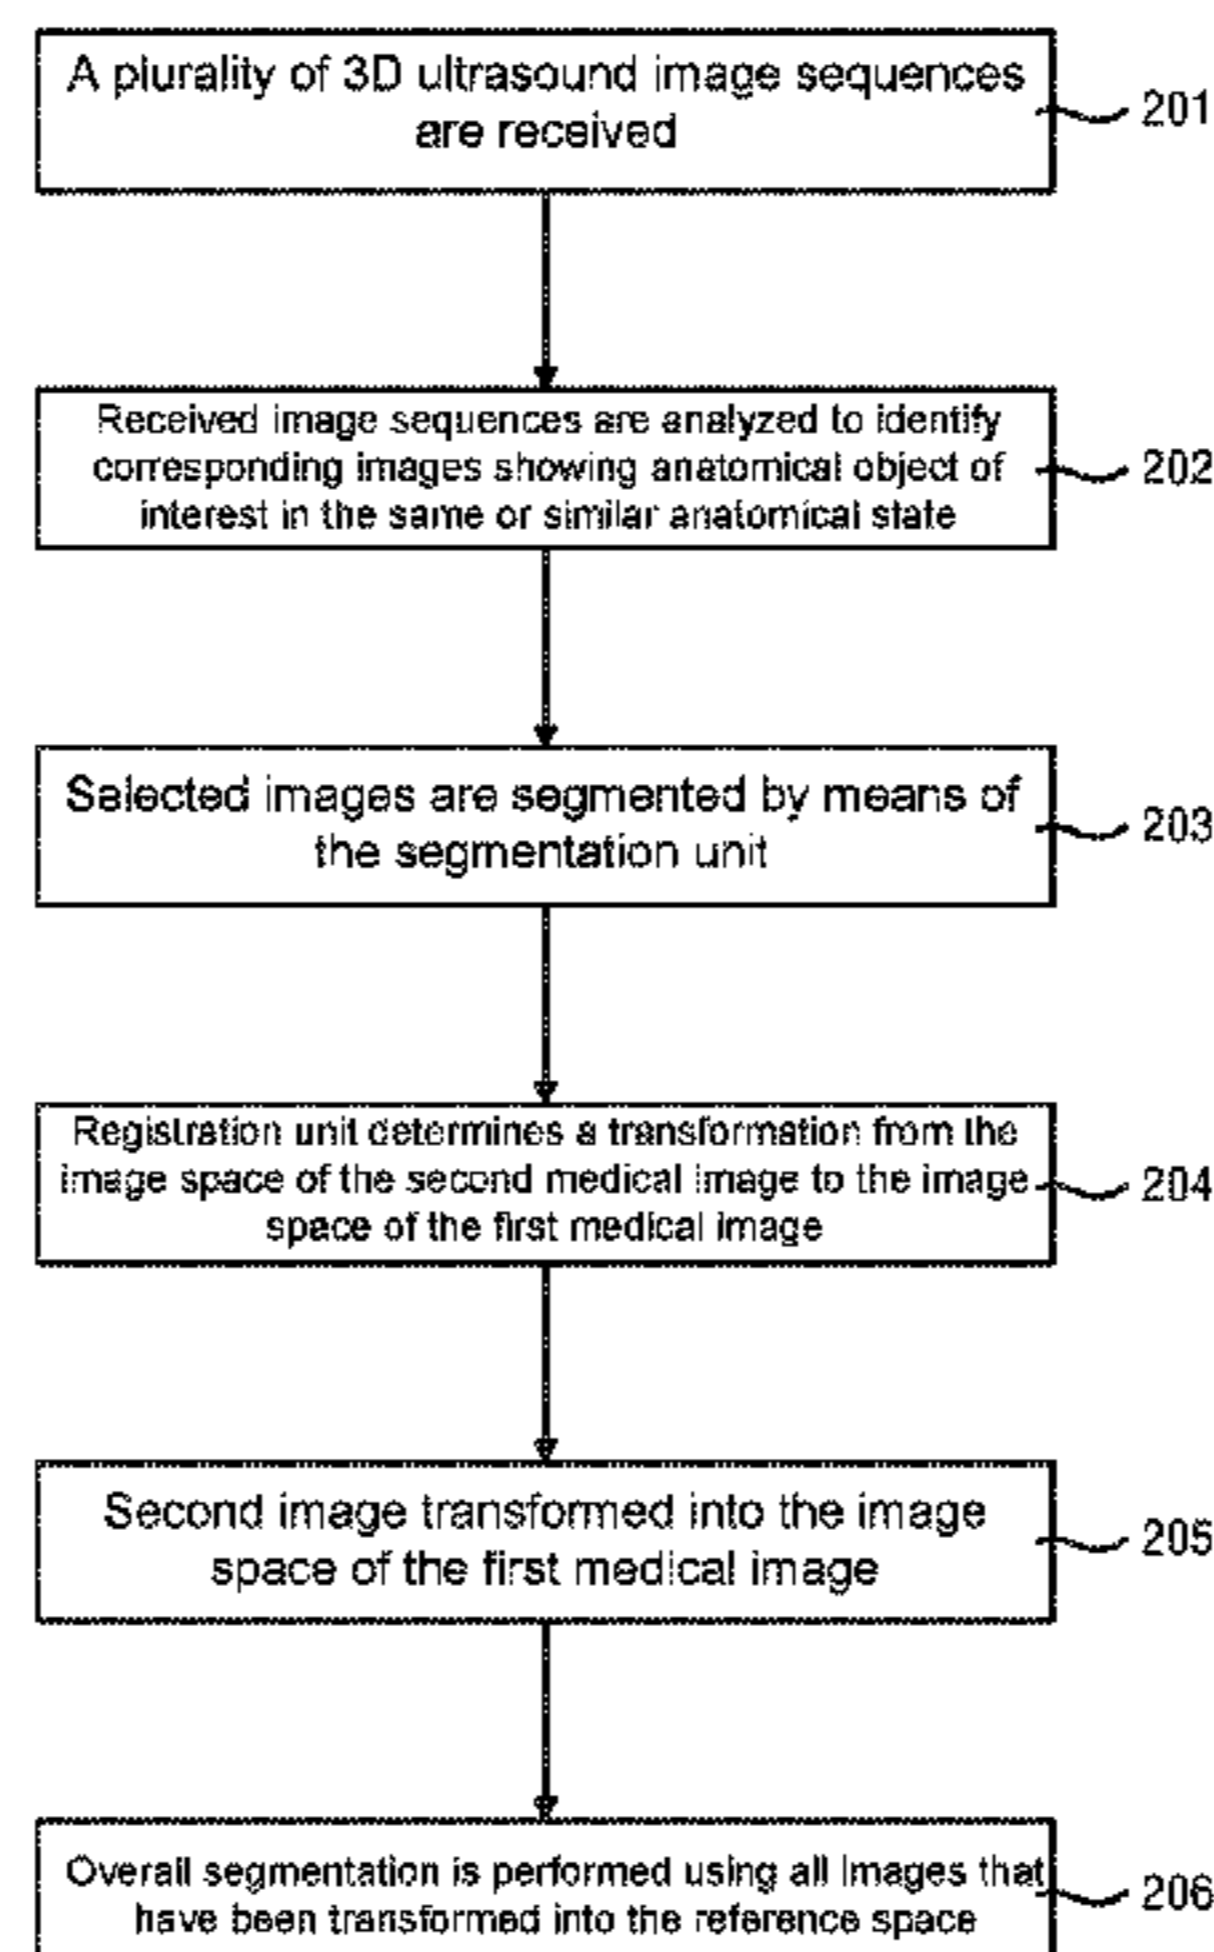 A plurality of 3D ultrasound image sequences
are received
201
Received image sequences are analyzed to identify
corresponding images showing anatomical object of
interest in the same or similar anatomical state
202
Selected images are segmented by means of
the segmentation unit
203
Registration unit determines a transformation from the
image space of the second medical image to the image
space of the first medical image
204
Second image transformed into the image
space of the first medical image
205
Overall segmentation is performed using all images that
have been transformed into the reference space
206